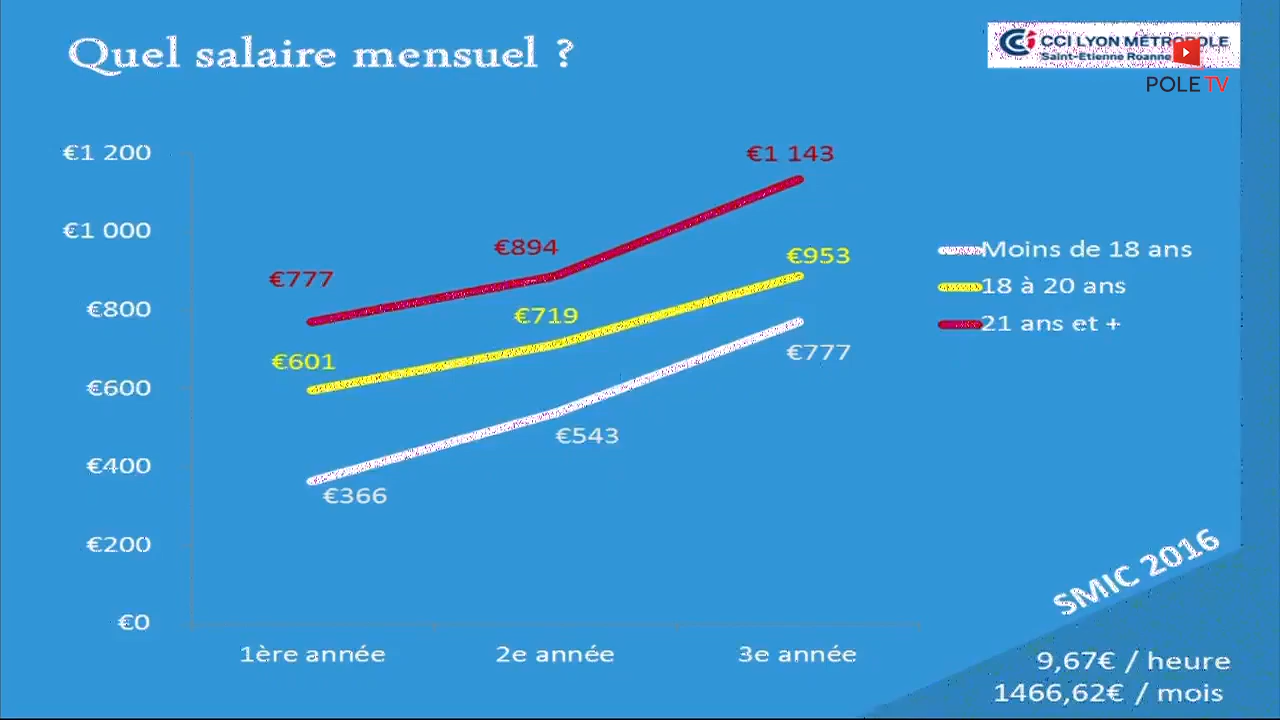 Quel salaire mensuel ?
CCI LYON METROPOLE
Saint-Etienne Roanne
POLE TV
€1 200
€1 000
€800
€600
€400
€200
€0
€1 143
€894
€777
€953
€719
€601
€777
€543
€366
1ère année
2e année
3e année
Moins de 18 ans
18 à 20 ans
21 ans et +
SMIC 2016
9,67€ / heure
1466,62€ / mois